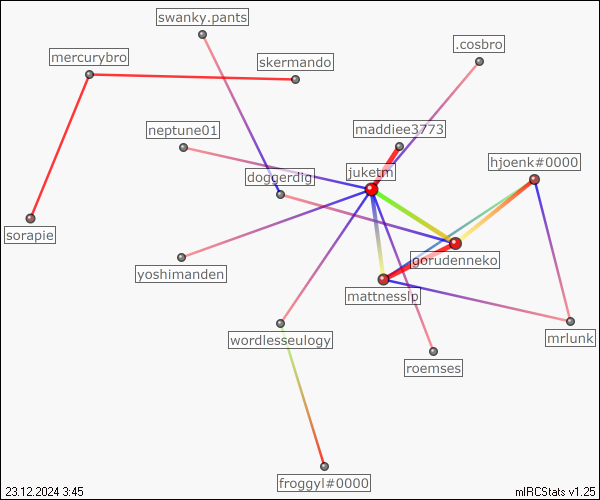 swanky.pants
.cosbro
mercurybro
skermando
neptune01
maddiee3773
hjoenk#0000
juketm
doggerdig
sorapie
gorudenneko
yoshimanden
mattnesslp
wordlesseulogy
mrlunk
roemses
froggyl#0000
23.12.2024 3:45
mIRCStats v1.25